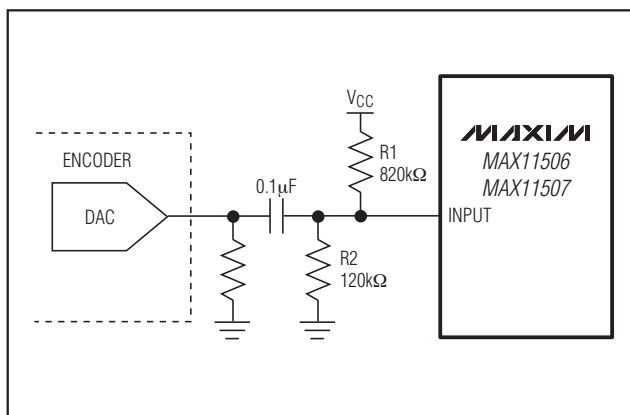 ENCODER
DAC
0.1µF
VCC
R1
820kΩ
R2
120kΩ
MAXIM
MAX11506
MAX11507
INPUT